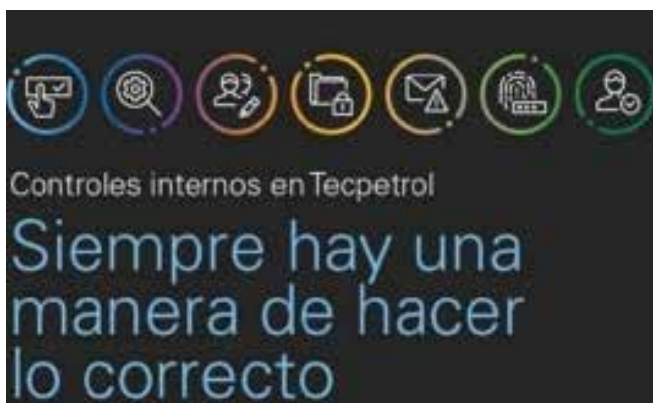 Controles internos en Tecpetrol
Siempre hay una
manera de hacer
lo correcto